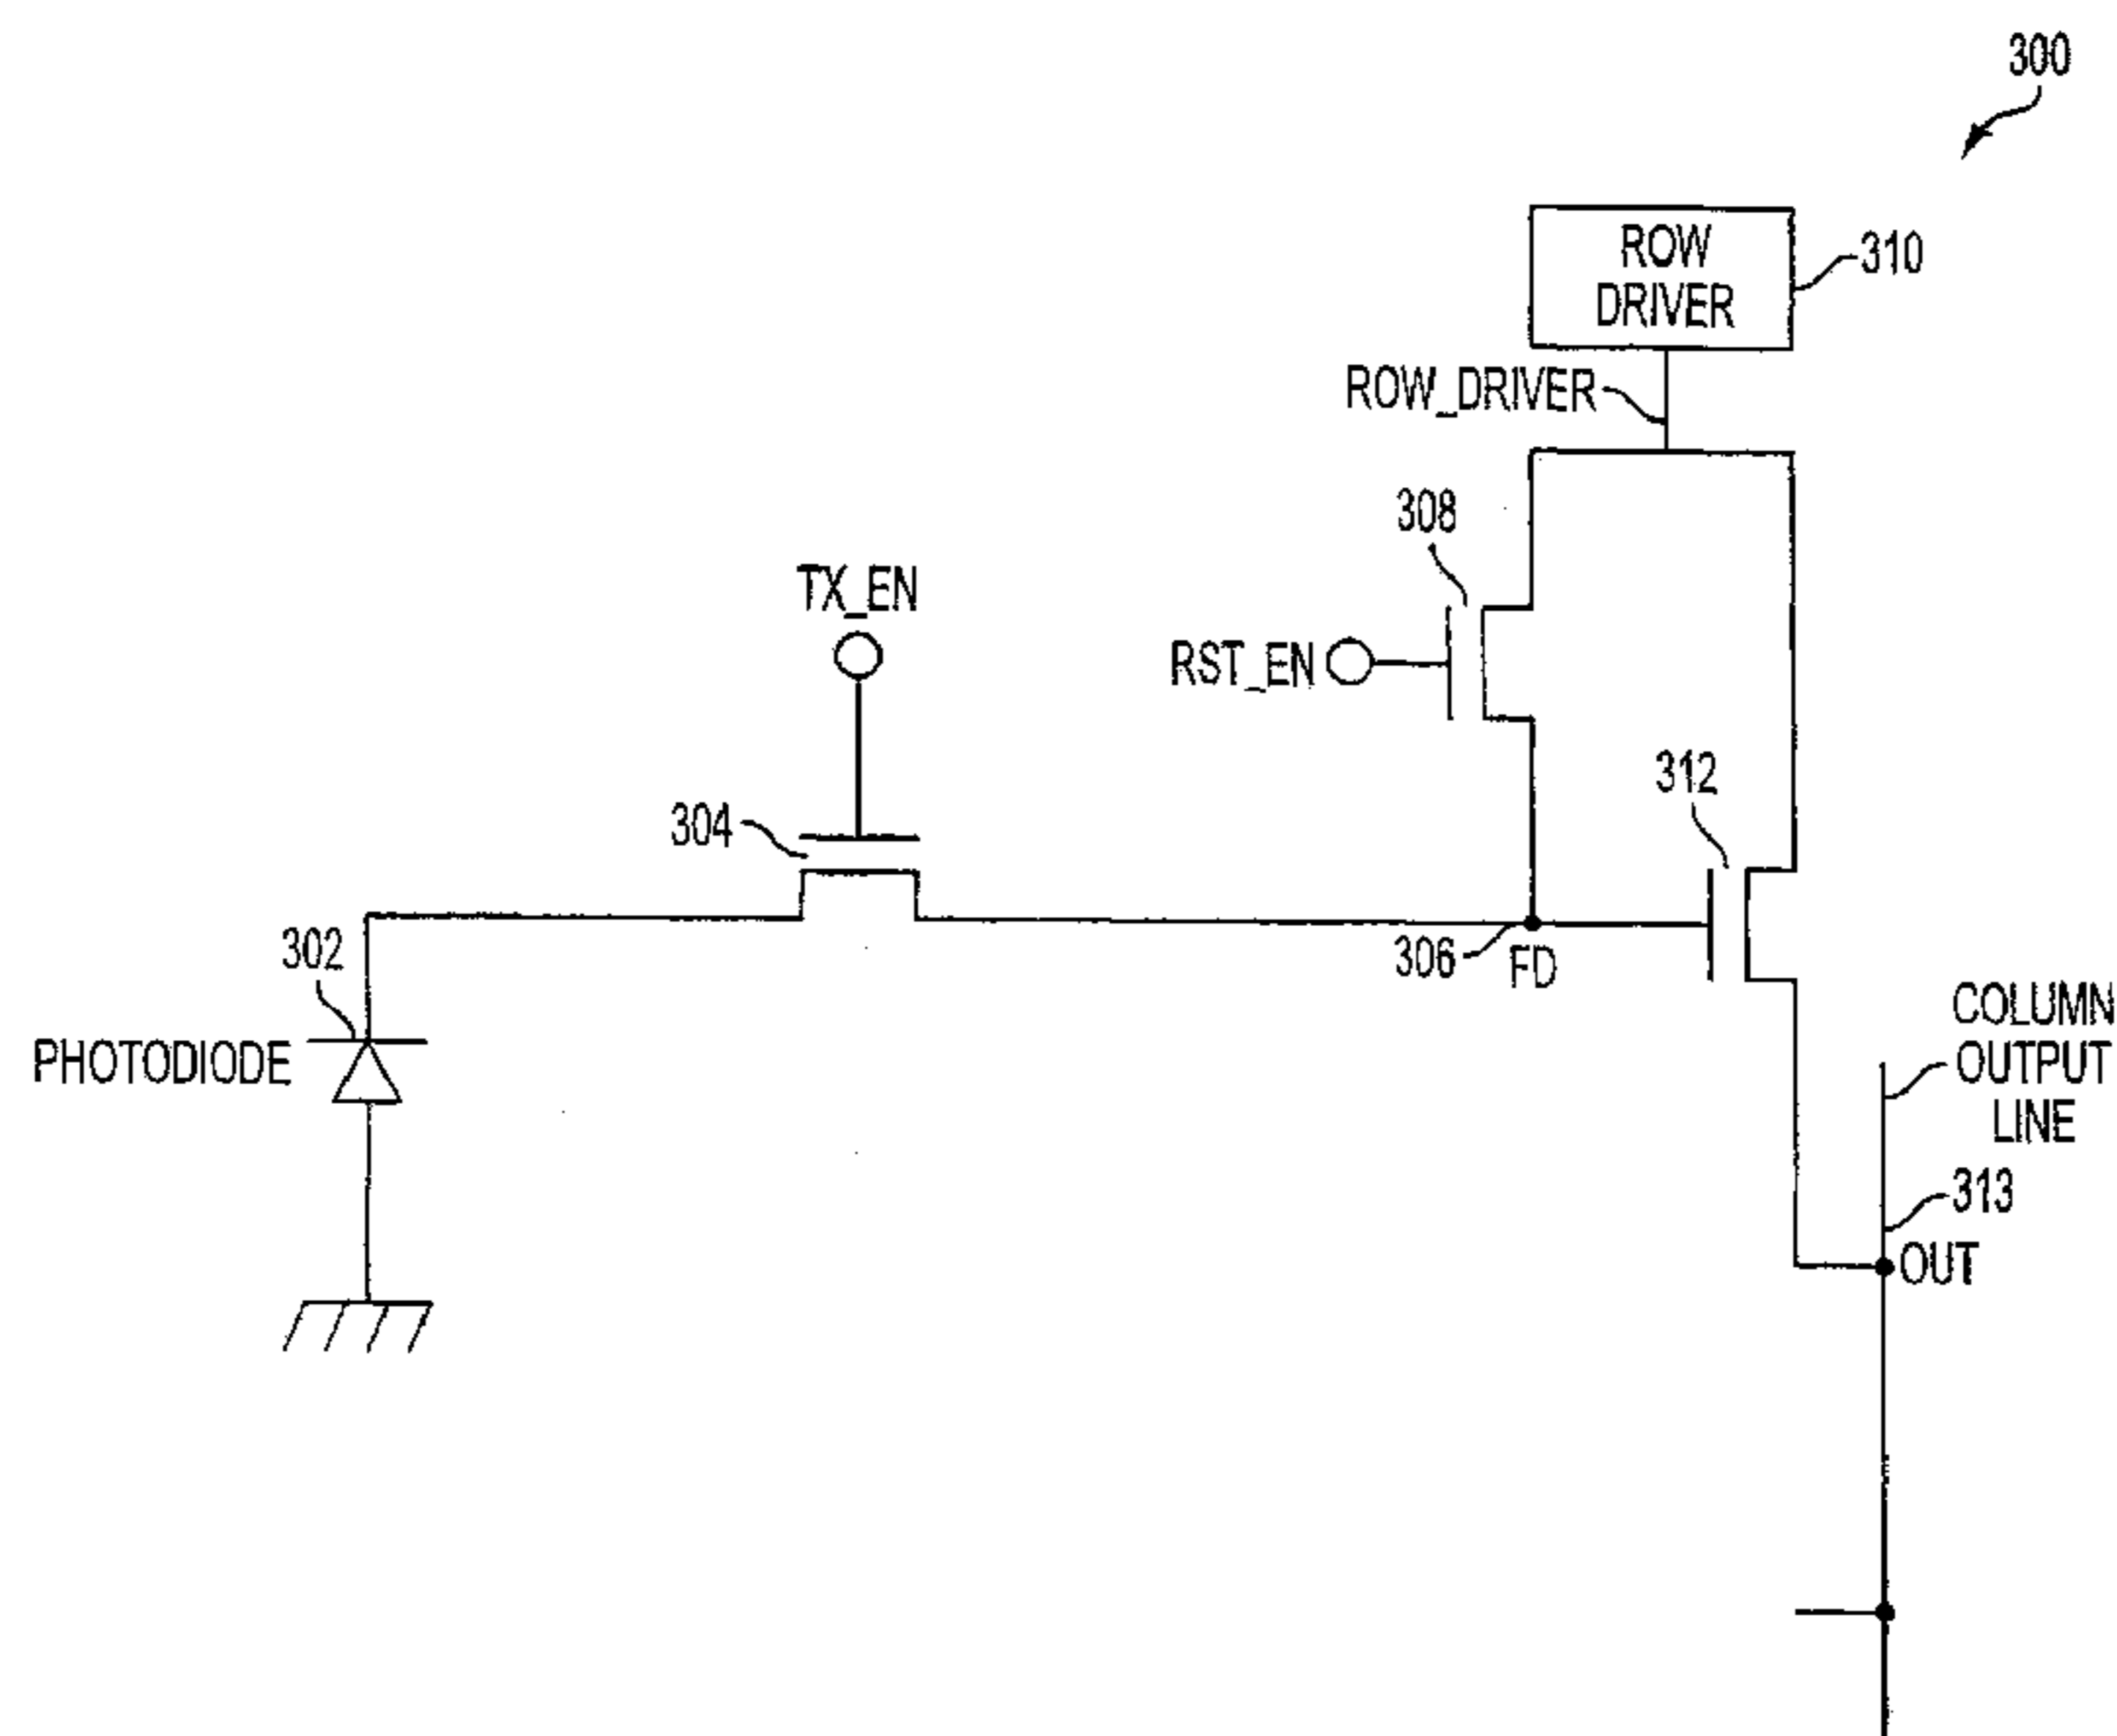 300
ROW
DRIVER
310
ROW_DRIVER
308
TX_EN
RST_EN
312
304
302
306
FD
PHOTODIODE
COLUMN
OUTPUT
LINE
313
OUT